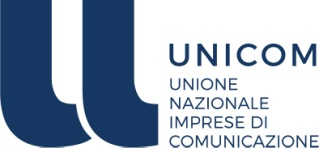 UNICOM
UNIONE
NAZIONALE
IMPRESE DI
COMUNICAZIONE